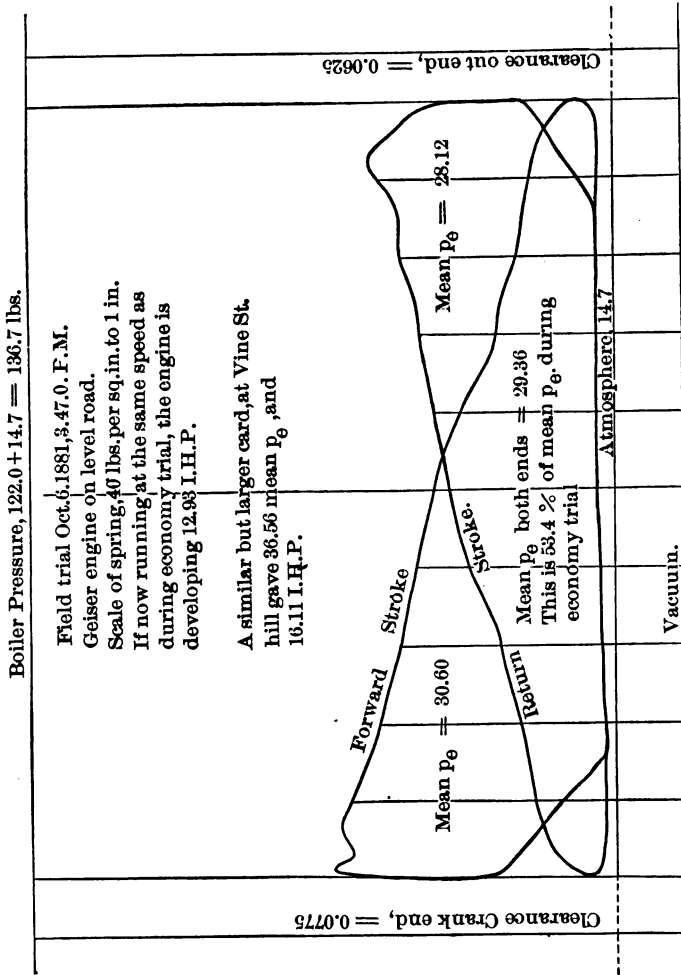 Boiler Pressure, 122.0+14.7 = 136.7 lbs.
Field trial Oct.6.1881,3.47.0. P.M.
Geiser engine on level road.
Scale of spring,40 lbs.per sq.in.to 1 in.
If now running at the same speed as
during economy trial, the engine is
developing 12.93 I.H.P.
A similar but larger card,at Vine St.
hill gave 36.56 mean pₑ ,and
16.11 I.H.P.
Clearance Crank end, = 0.0775
Clearance out end, = 0.0625
Forward Stroke
Mean pₑ = 30.60
Mean pₑ = 28.12
Return Stroke.
Mean pₑ both ends = 29.36
This is 53.4 % of mean pₑ. during
economy trial
Atmosphere, 14.7
Vacuum.